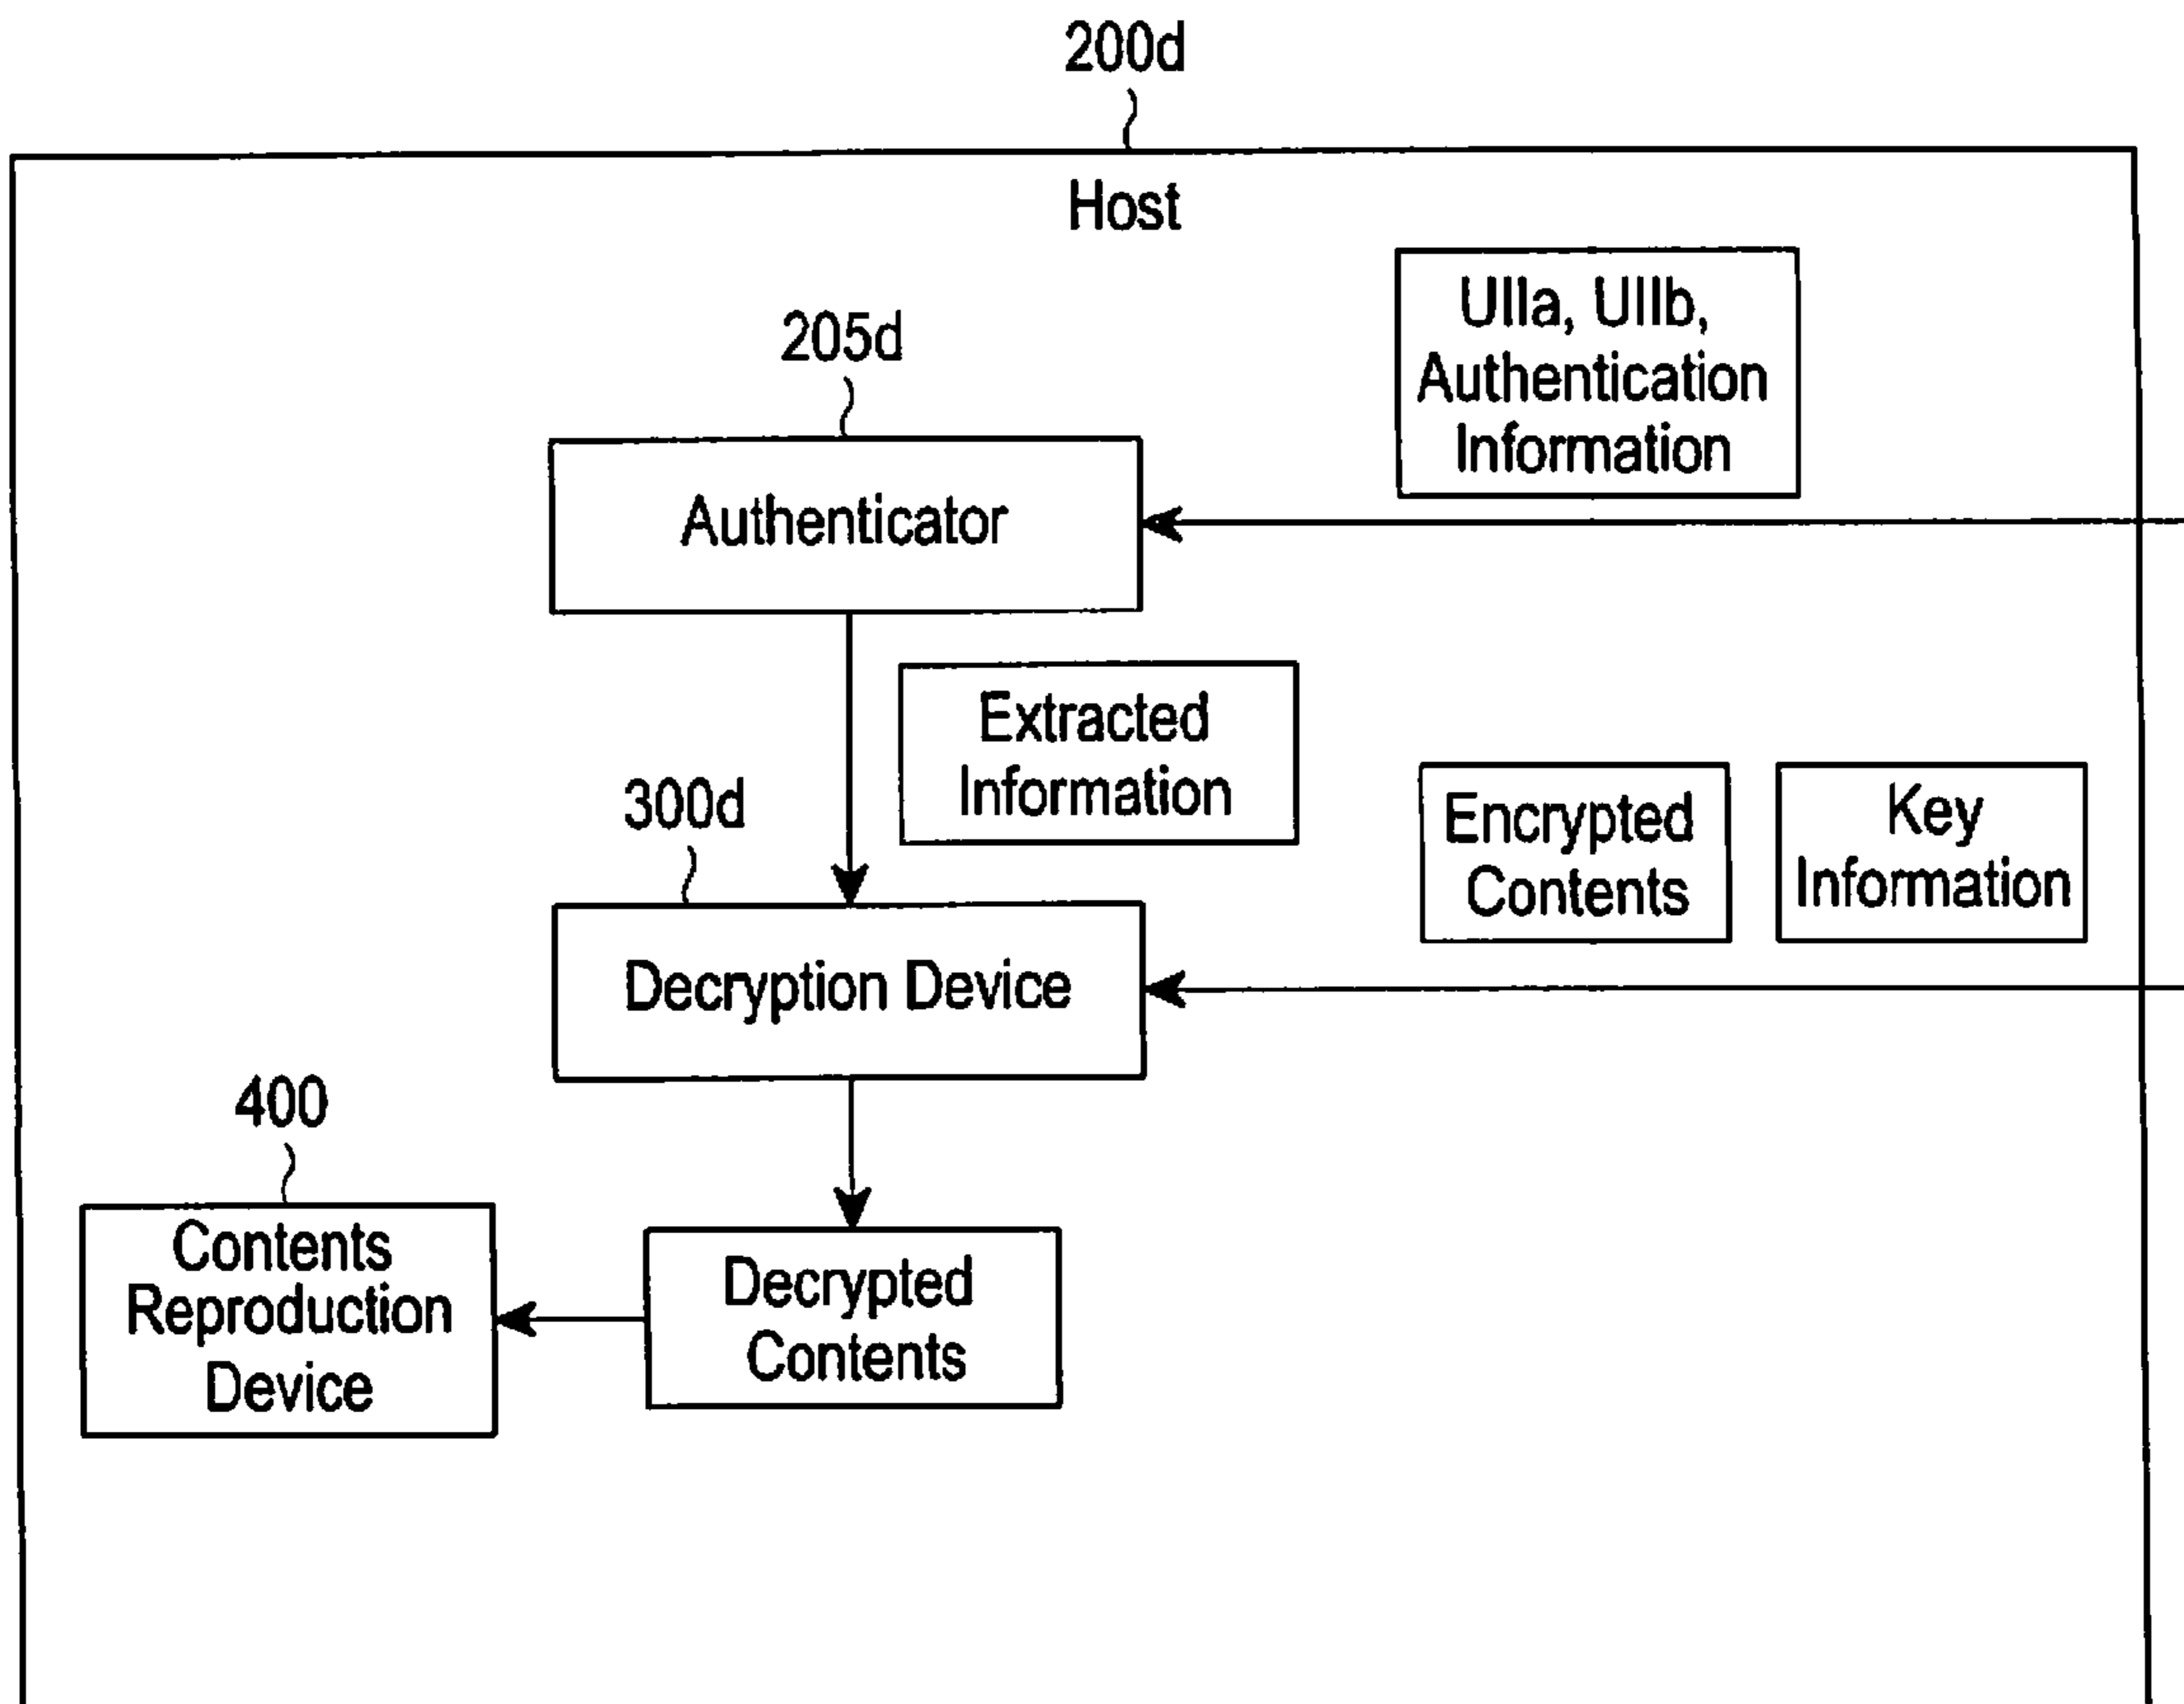 200d
Host
UIIa, UIIb,
Authentication
Information
205d
Authenticator
Extracted
Information
300d
Encrypted
Contents
Key
Information
Decryption Device
400
Contents
Reproduction
Device
Decrypted
Contents